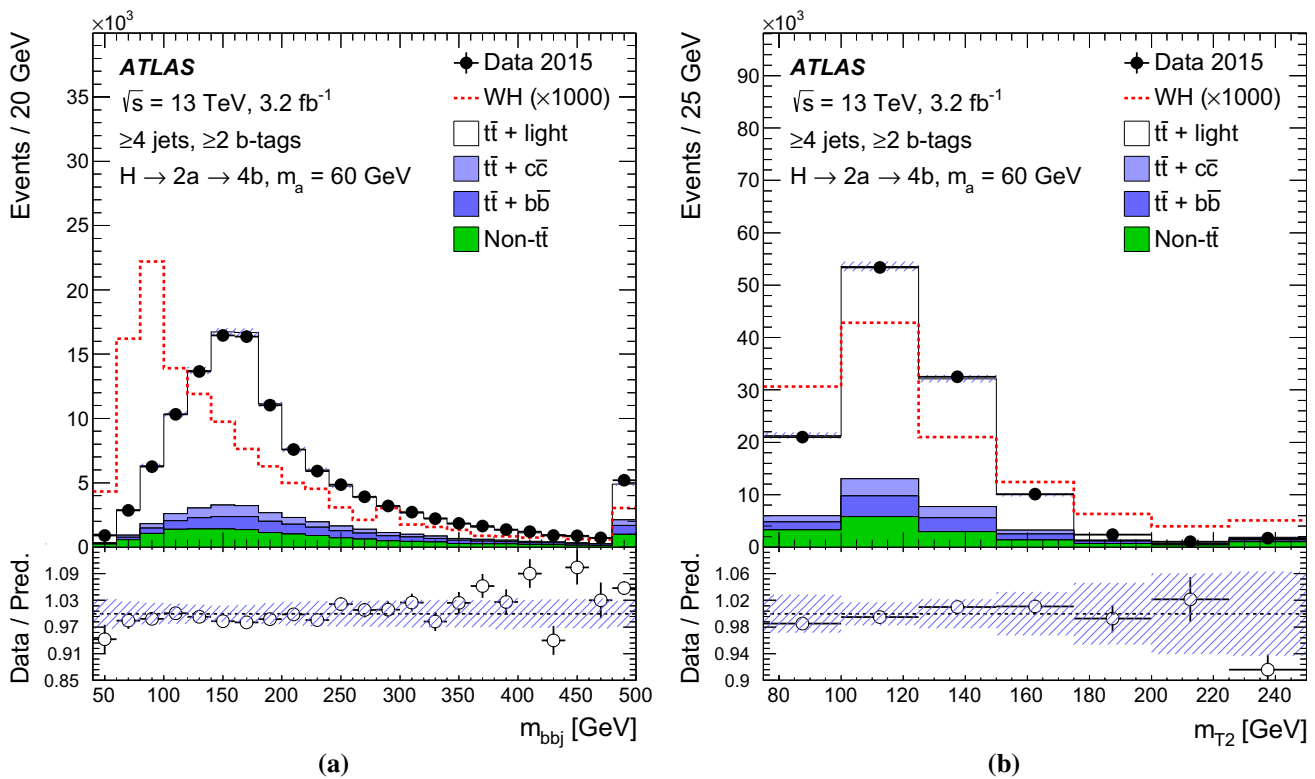 ×10³
Events / 20 GeV
35
30
25
20
15
10
5
0
ATLAS
√s = 13 TeV, 3.2 fb⁻¹
≥4 jets, ≥2 b-tags
H → 2a → 4b, mₐ = 60 GeV
Data 2015
WH (×1000)
tt̄ + light
tt̄ + cc̄
tt̄ + bb̄
Non-tt̄
Data / Pred.
1.09
1.03
0.97
0.91
0.85
50 100 150 200 250 300 350 400 450 500
m_bbj [GeV]
(a)
×10³
Events / 25 GeV
90
80
70
60
50
40
30
20
10
0
ATLAS
√s = 13 TeV, 3.2 fb⁻¹
≥4 jets, ≥2 b-tags
H → 2a → 4b, mₐ = 60 GeV
Data 2015
WH (×1000)
tt̄ + light
tt̄ + cc̄
tt̄ + bb̄
Non-tt̄
Data / Pred.
1.06
1.02
0.98
0.94
0.9
80 100 120 140 160 180 200 220 240
m_T2 [GeV]
(b)